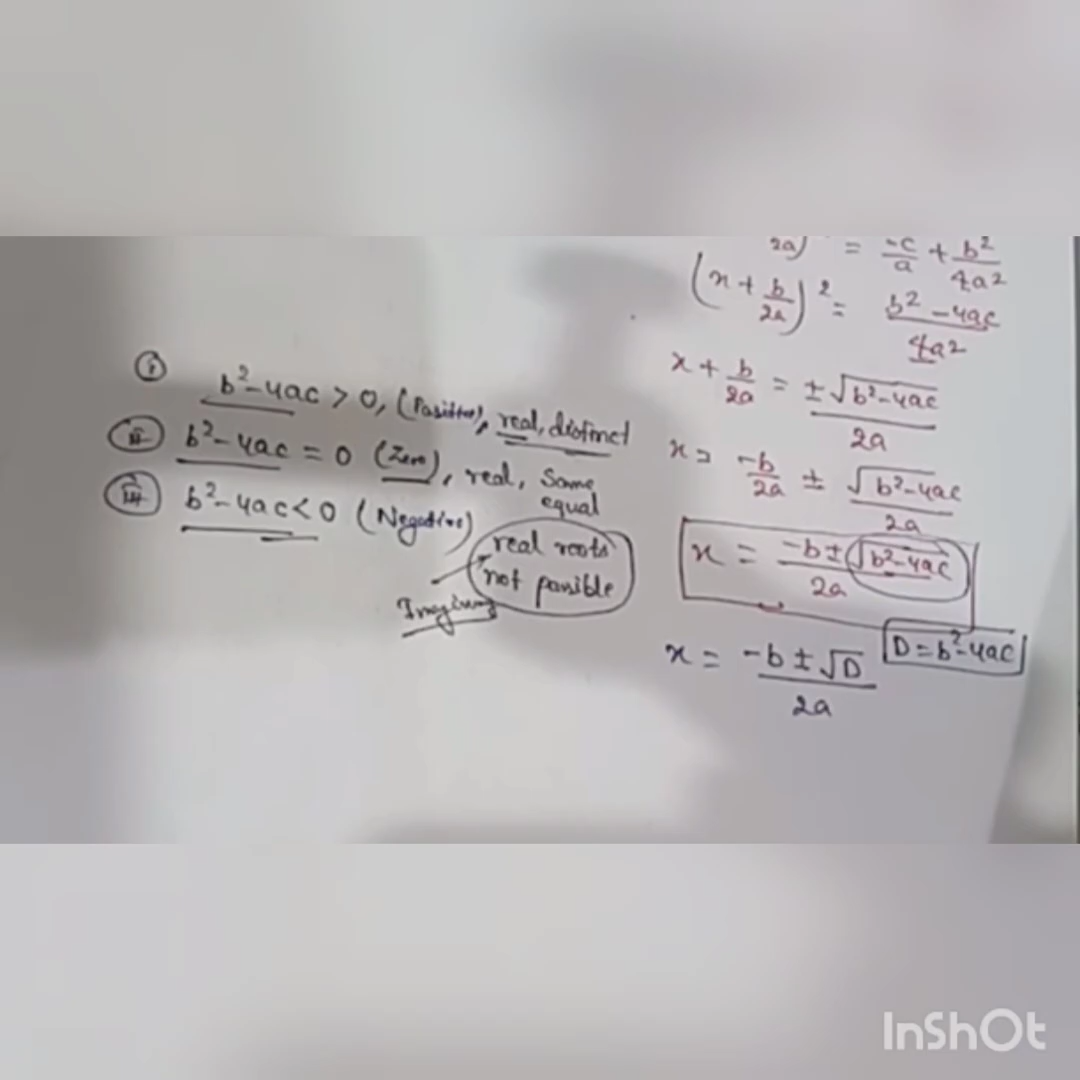 (i) b²-4ac > 0, (Positive), real, distinct
(ii) b²-4ac = 0 (Zero), real, Same
equal
(iii) b²-4ac < 0 (Negative)
real roots
not possible
Imaginary
2a) = -c/a + b²/4a²
(x + b/2a)² = b²-4ac/4a²
x + b/2a = ±√b²-4ac/2a
x = -b/2a ± √b²-4ac/2a
x = -b±√b²-4ac/2a
D = b²-4ac
x = -b±√D/2a
InShOt